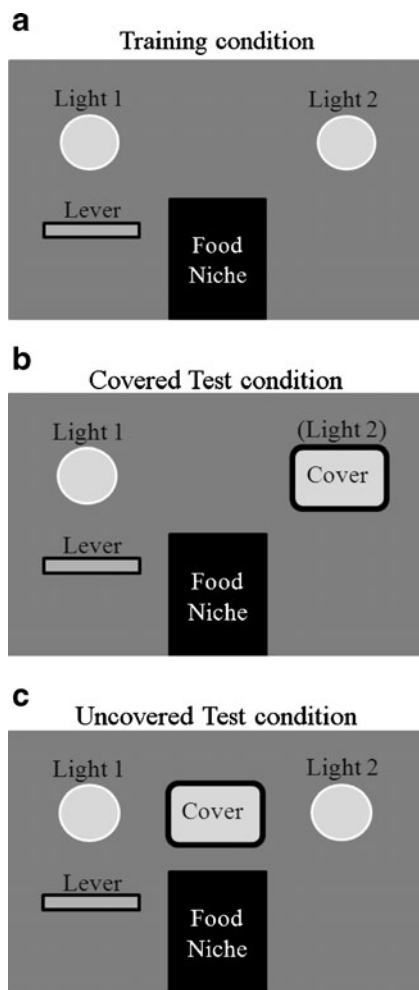 a
Training condition
Light 1 Light 2
Lever
Food
Niche
b
Covered Test condition
Light 1 (Light 2)
Cover
Lever
Food
Niche
c
Uncovered Test condition
Light 1 Light 2
Cover
Lever
Food
Niche